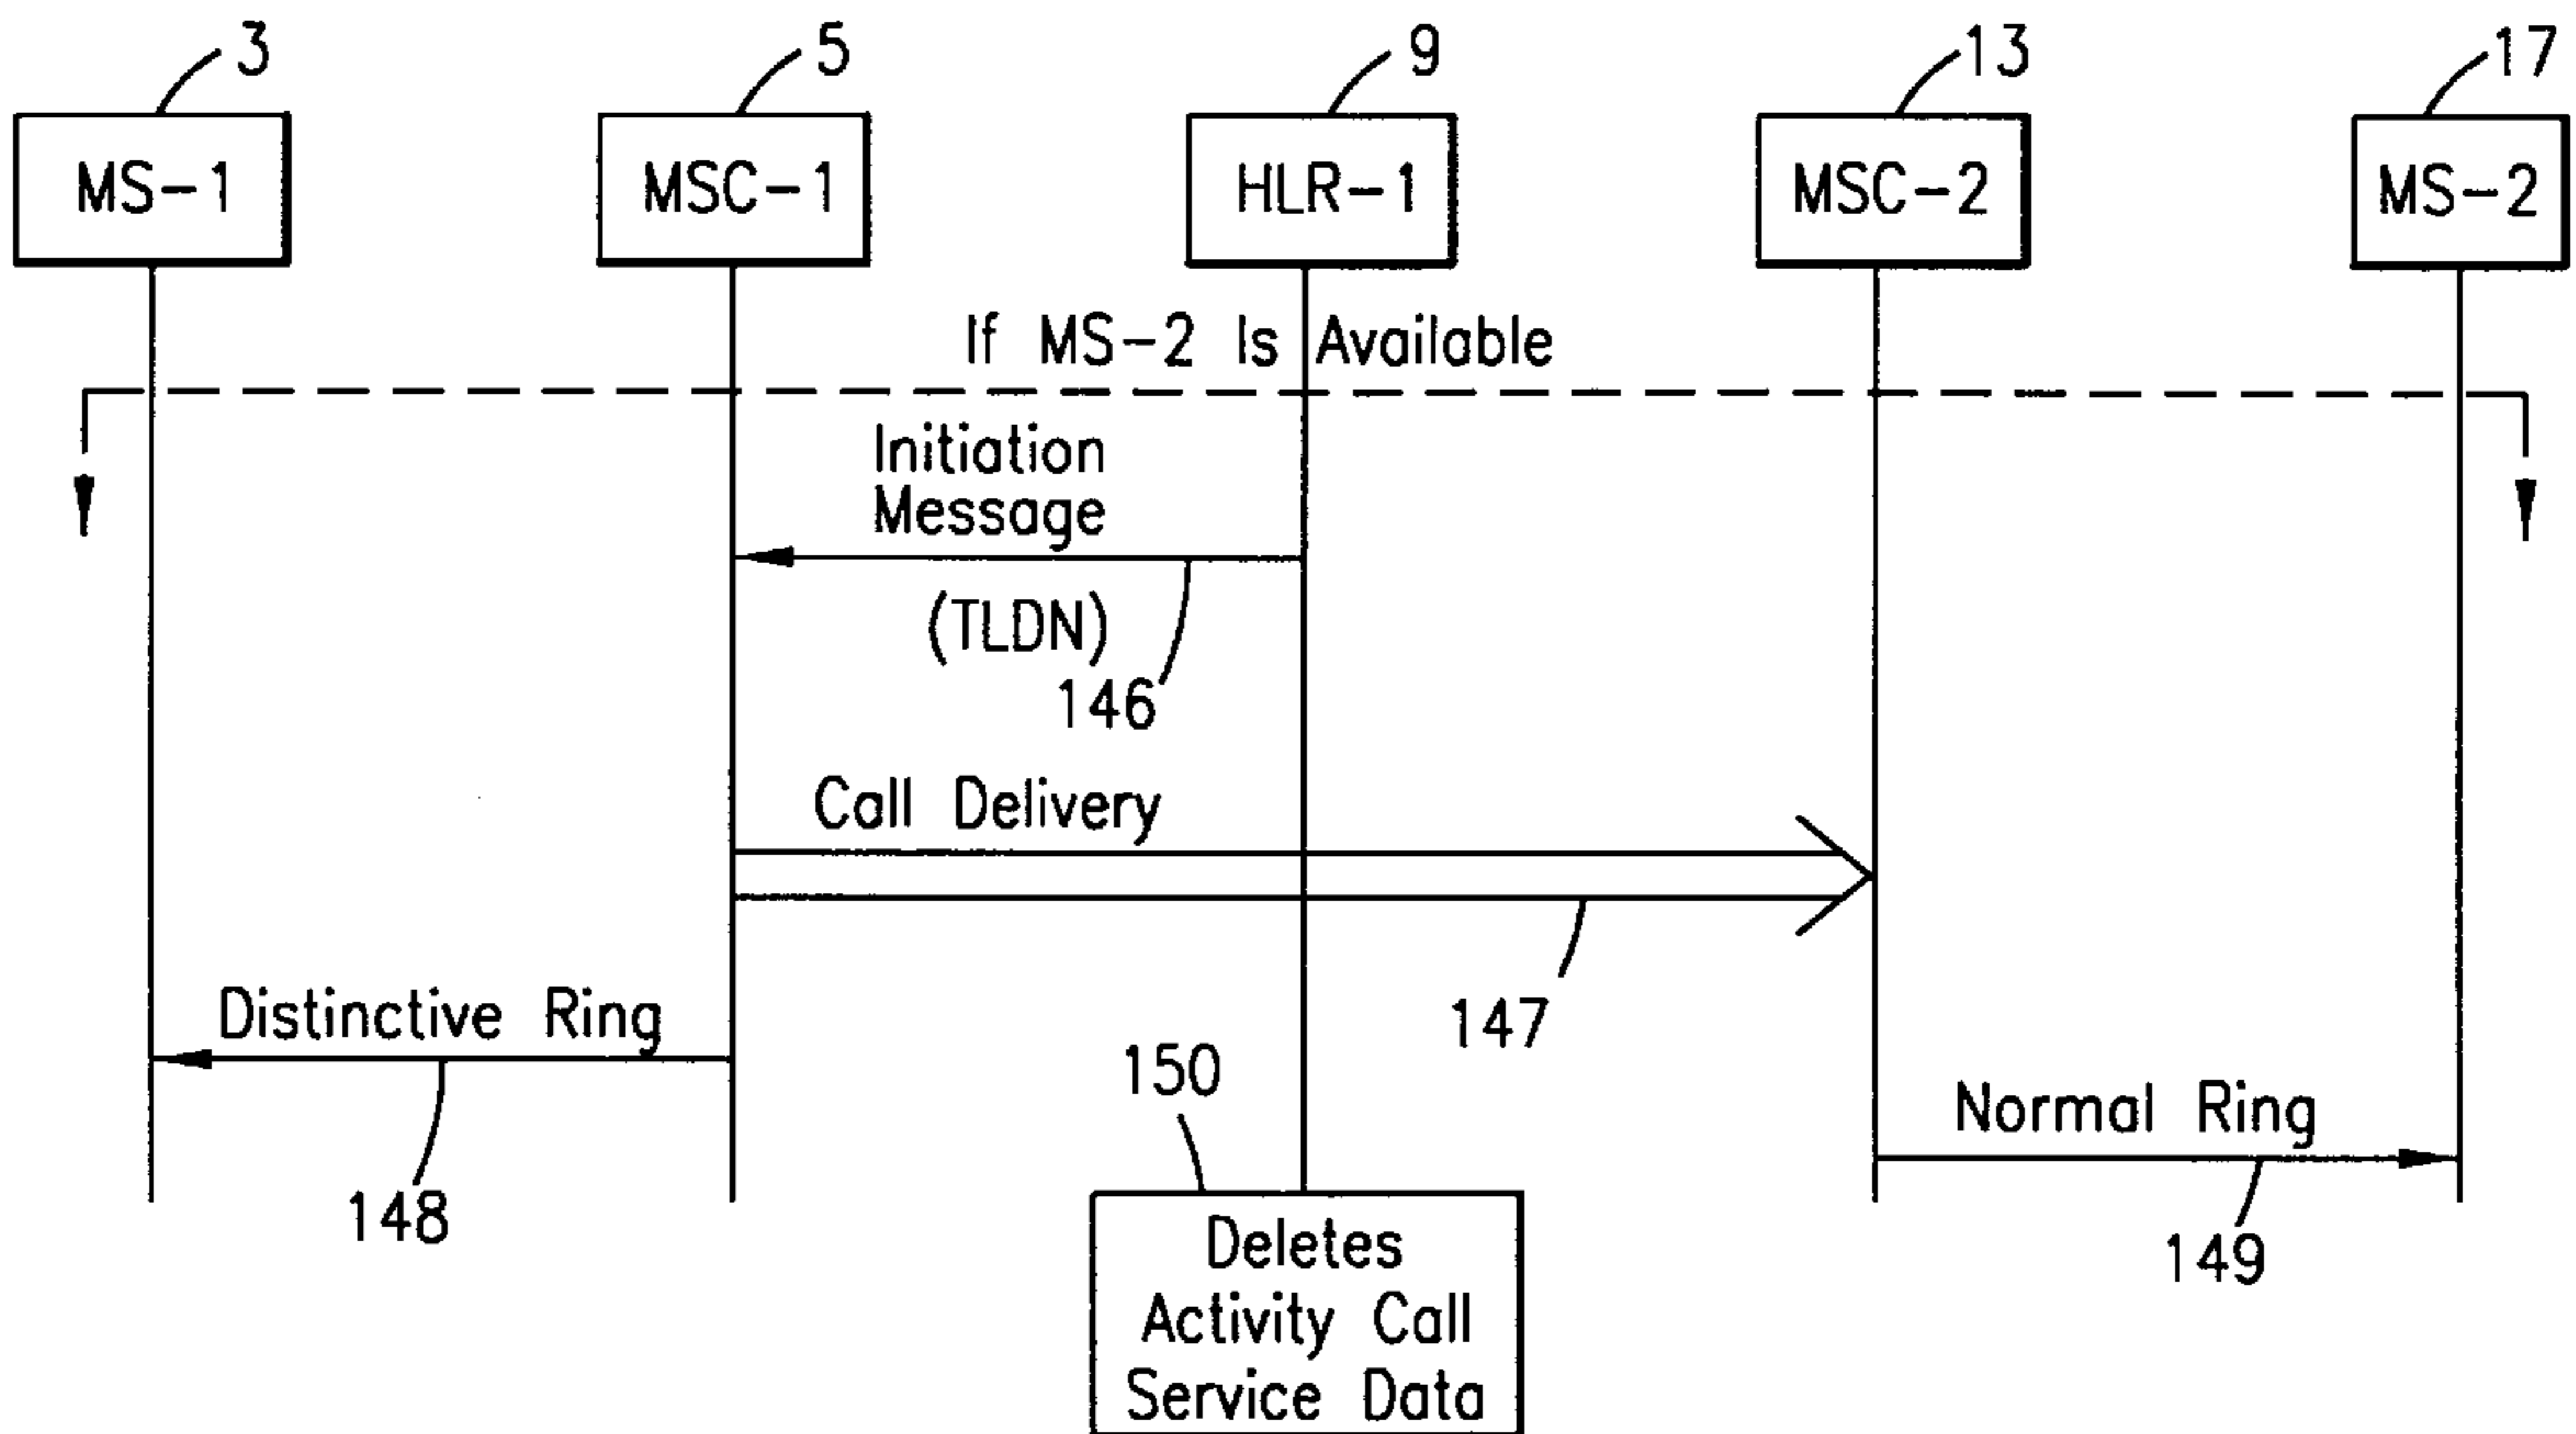 3
5
9
13
17
MS-1
MSC-1
HLR-1
MSC-2
MS-2
If MS-2 Is Available
Initiation
Message
(TLDN)
146
Call Delivery
147
Distinctive Ring
148
150
Normal Ring
149
Deletes
Activity Call
Service Data